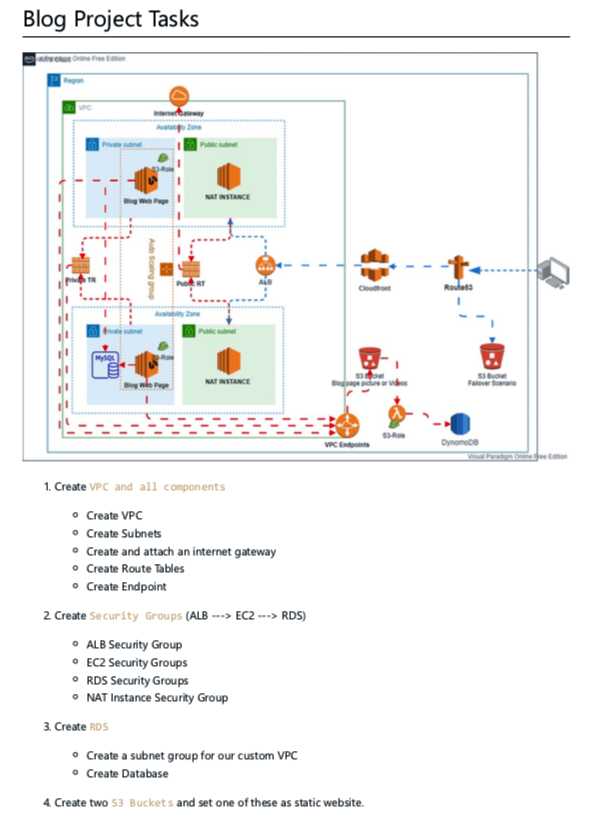 Blog Project Tasks
Paradigm Online Free Edition
Region
VPC
Internet Gateway
Availability Zone
Private subnet
Public subnet
S3-Role
Blog Web Page
NAT INSTANCE
Auto Scaling group
Private TR
Public RT
ALB
Cloudfront
Route53
Availability Zone
Private subnet
Public subnet
MySQL
S3-Role
Blog Web Page
NAT INSTANCE
S3 Bucket
Blog page picture or Videos
S3 Bucket
Failover Scenario
VPC Endpoints
S3-Role
DynomoDB
Visual Paradigm Online Free Edition
1. Create VPC and all components
Create VPC
Create Subnets
Create and attach an internet gateway
Create Route Tables
Create Endpoint
2. Create Security Groups (ALB ---> EC2 ---> RDS)
ALB Security Group
EC2 Security Groups
RDS Security Groups
NAT Instance Security Group
3. Create RDS
Create a subnet group for our custom VPC
Create Database
4. Create two S3 Buckets and set one of these as static website.